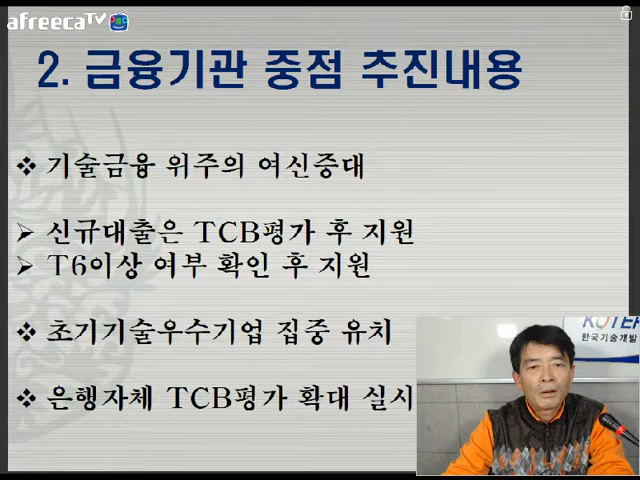 afreecaTV
2. 금융기관 중점 추진내용
❖ 기술금융 위주의 여신증대
➢ 신규대출은 TCB평가 후 지원
➢ T6이상 여부 확인 후 지원
❖ 초기기술우수기업 집중 유치
❖ 은행자체 TCB평가 확대 실시
한국기술개발